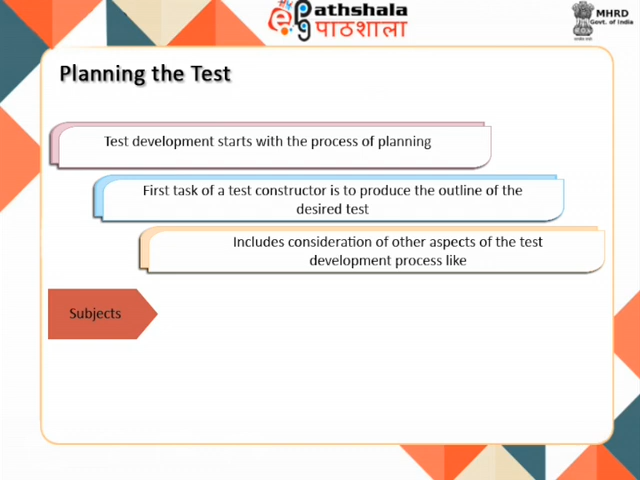 epg Pathshala
पाठशाला
MHRD
Govt. of India
Planning the Test
Test development starts with the process of planning
First task of a test constructor is to produce the outline of the
desired test
Includes consideration of other aspects of the test
development process like
Subjects